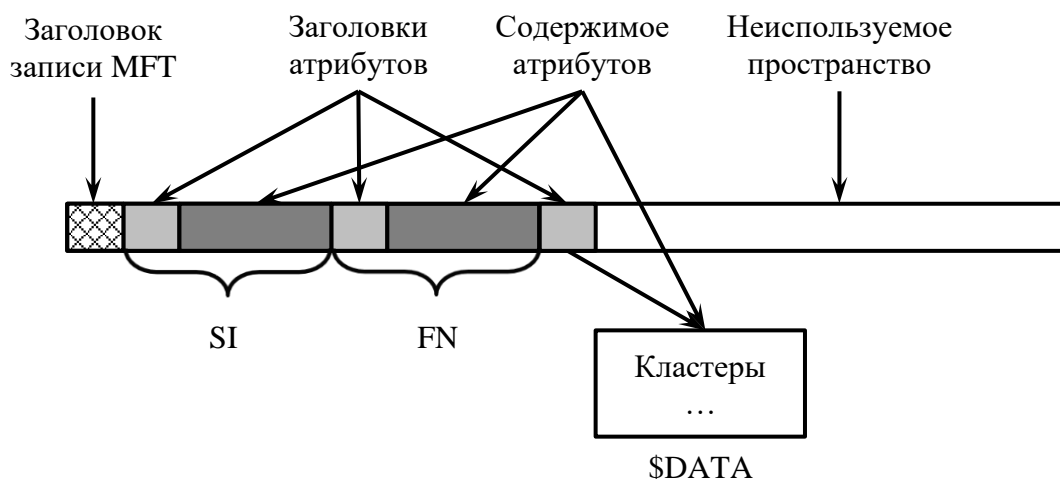 Заголовок
записи MFT
Заголовки
атрибутов
Содержимое
атрибутов
Неиспользуемое
пространство
SI
FN
Кластеры
…
$DATA